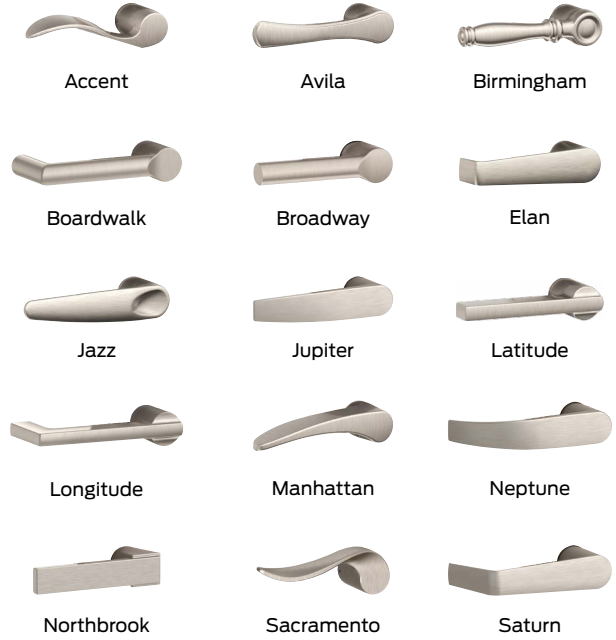 Accent Avila Birmingham
Boardwalk Broadway Elan
Jazz Jupiter Latitude
Longitude Manhattan Neptune
Northbrook Sacramento Saturn